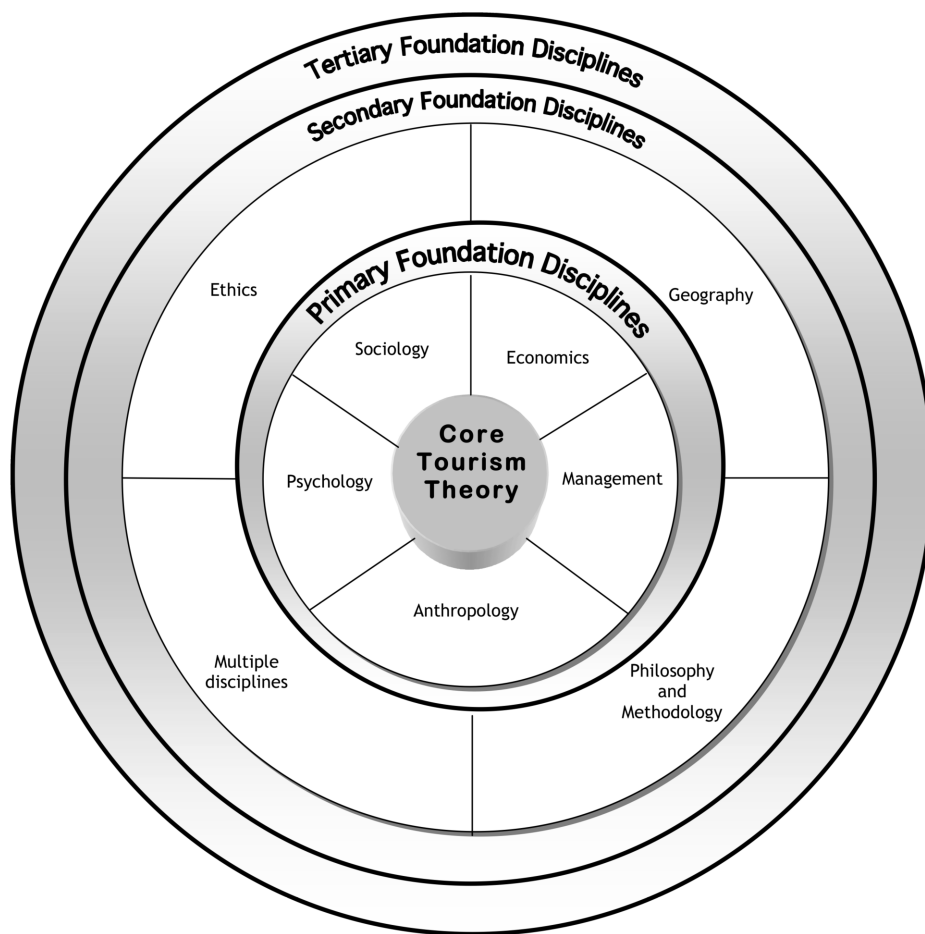 Tertiary Foundation Disciplines
Secondary Foundation Disciplines
Primary Foundation Disciplines
Ethics
Geography
Sociology
Economics
Core
Tourism
Theory
Psychology
Management
Anthropology
Multiple
disciplines
Philosophy
and
Methodology